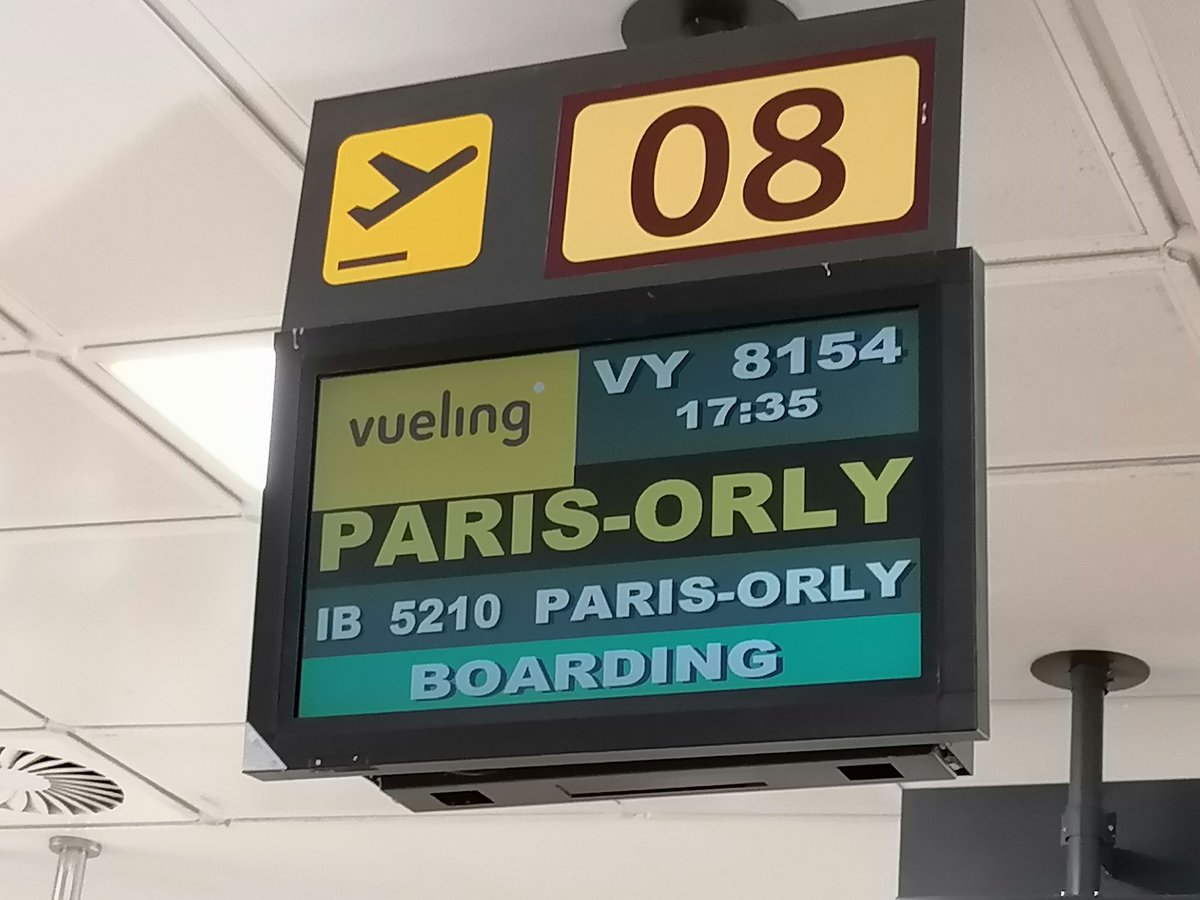 08
vueling
VY 8154
17:35
PARIS-ORLY
IB 5210 PARIS-ORLY
BOARDING